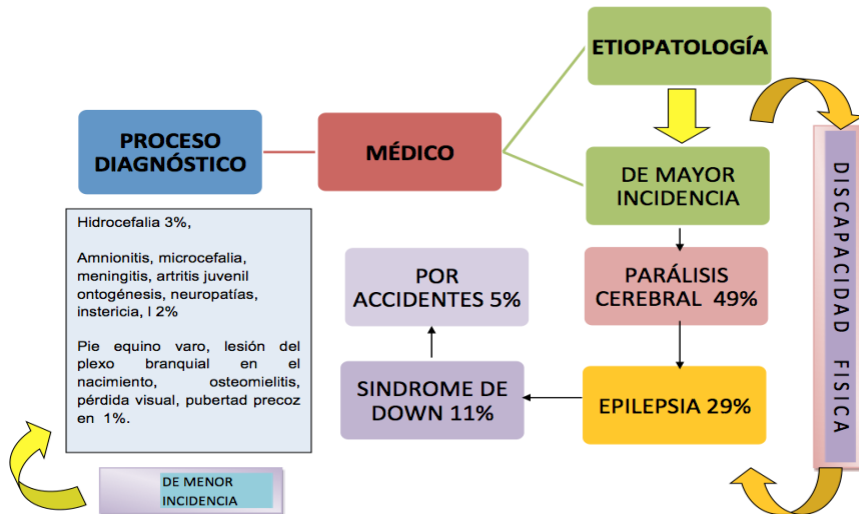 ETIOPATOLOGÍA
PROCESO
DIAGNÓSTICO
MÉDICO
DE MAYOR
INCIDENCIA
Hidrocefalia 3%,
Amnionitis, microcefalia,
meningitis, artritis juvenil
ontogénesis, neuropatías,
instericia, l 2%
Pie equino varo, lesión del
plexo branquial en el
nacimiento, osteomielitis,
pérdida visual, pubertad precoz
en 1%.
POR
ACCIDENTES 5%
PARÁLISIS
CEREBRAL 49%
SINDROME DE
DOWN 11%
EPILEPSIA 29%
DISCAPACIDAD FISICA
DE MENOR
INCIDENCIA